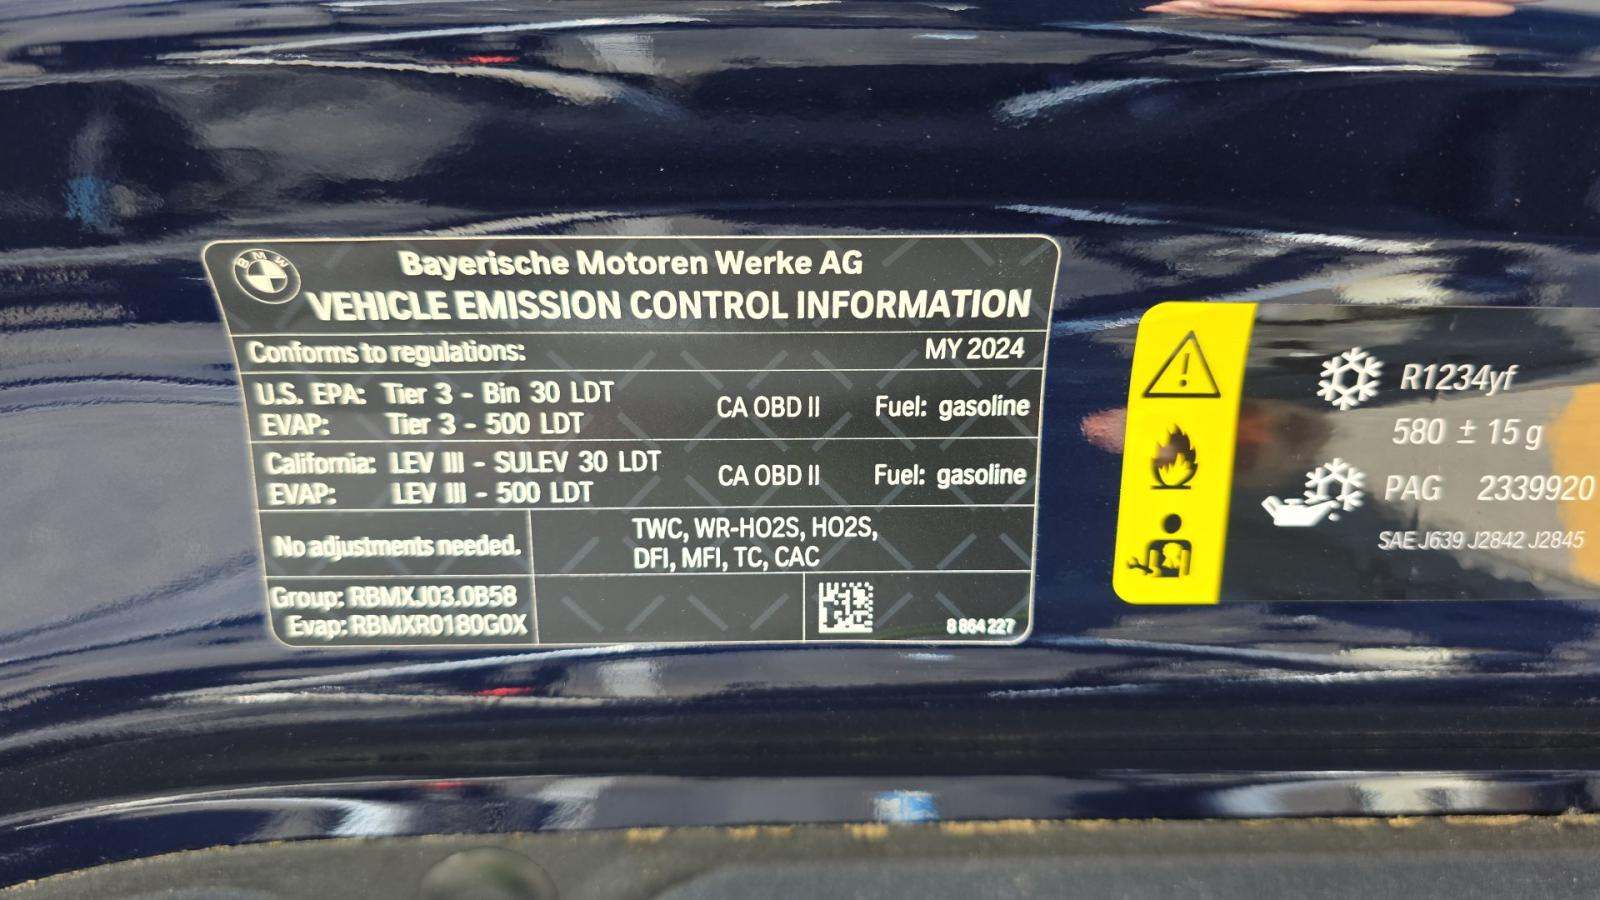 BMW
Bayerische Motoren Werke AG
VEHICLE EMISSION CONTROL INFORMATION
Conforms to regulations: MY 2024
U.S. EPA: Tier 3 - Bin 30 LDT
EVAP: Tier 3 - 500 LDT
CA OBD II Fuel: gasoline
California: LEV III - SULEV 30 LDT
EVAP: LEV III - 500 LDT
CA OBD II Fuel: gasoline
No adjustments needed.
TWC, WR-HO2S, HO2S,
DFI, MFI, TC, CAC
Group: RBMXJ03.0B58
Evap: RBMXR0180G0X
8 864 227
R1234yf
580 ± 15 g
PAG 2339920
SAE J639 J2842 J2845